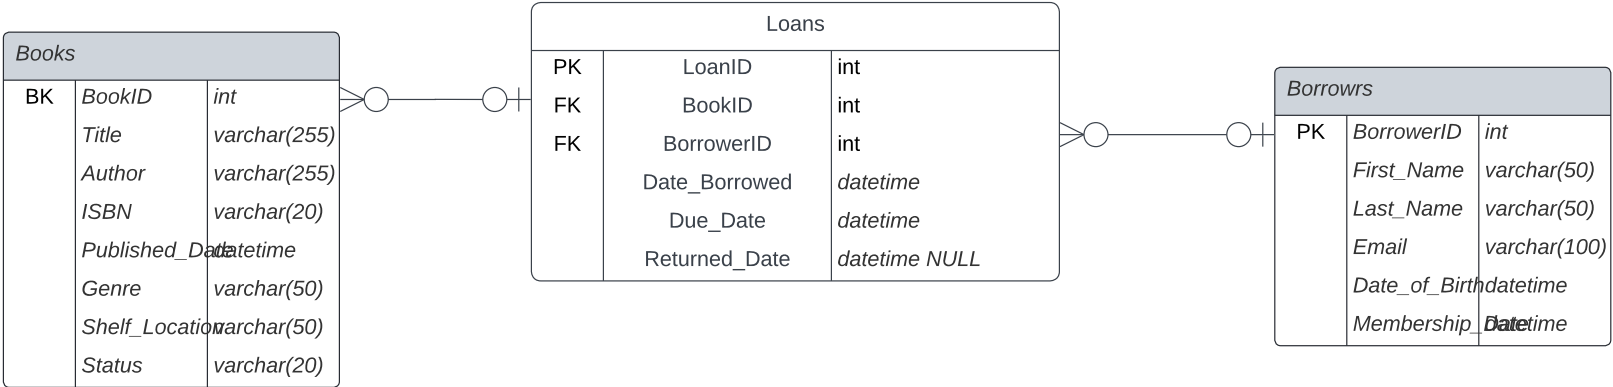 Books
BK BookID int
Title varchar(255)
Author varchar(255)
ISBN varchar(20)
Published_Date datetime
Genre varchar(50)
Shelf_Location varchar(50)
Status varchar(20)
Loans
PK LoanID int
FK BookID int
FK BorrowerID int
Date_Borrowed datetime
Due_Date datetime
Returned_Date datetime NULL
Borrowrs
PK BorrowerID int
First_Name varchar(50)
Last_Name varchar(50)
Email varchar(100)
Date_of_Birth datetime
Membership_Date datetime